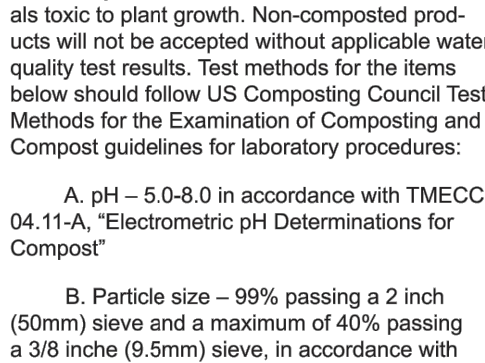 als toxic to plant growth. Non-composted prod-
ucts will not be accepted without applicable water
quality test results. Test methods for the items
below should follow US Composting Council Test
Methods for the Examination of Composting and
Compost guidelines for laboratory procedures:
A. pH – 5.0-8.0 in accordance with TMECC
04.11-A, “Electrometric pH Determinations for
Compost”
B. Particle size – 99% passing a 2 inch
(50mm) sieve and a maximum of 40% passing
a 3/8 inche (9.5mm) sieve, in accordance with